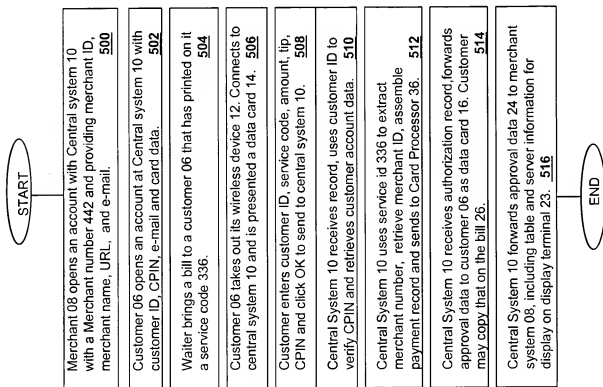 START
Merchant 08 opens an account with Central system 10
with a Merchant number 442 and providing merchant ID,
merchant name, URL, and e-mail. 500
Customer 06 opens an account at Central system 10 with
customer ID, CPIN, e-mail and card data. 502
Waiter brings a bill to a customer 06 that has printed on it
a service code 336. 504
Customer 06 takes out its wireless device 12. Connects to
central system 10 and is presented a data card 14. 506
Customer enters customer ID, service code, amount, tip,
CPIN and click OK to send to central system 10. 508
Central System 10 receives record, uses customer ID to
verify CPIN and retrieves customer account data. 510
Central System 10 uses service id 336 to extract
merchant number, retrieve merchant ID, assemble
payment record and sends to Card Processor 36. 512
Central System 10 receives authorization record,forwards
approval data to customer 06 as data card 16. Customer
may copy that on the bill 26. 514
Central System 10 forwards approval data 24 to merchant
system 08, including table and server information for
display on display terminal 23. 516
END